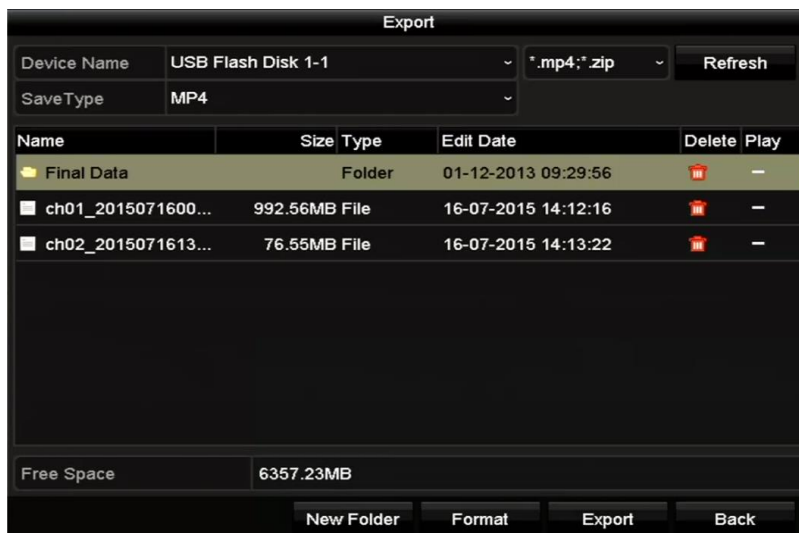 Export
Device Name USB Flash Disk 1-1 *.mp4;*.zip Refresh
SaveType MP4
Name Size Type Edit Date Delete Play
Final Data Folder 01-12-2013 09:29:56
ch01_2015071600... 992.56MB File 16-07-2015 14:12:16
ch02_2015071613... 76.55MB File 16-07-2015 14:13:22
Free Space 6357.23MB
New Folder Format Export Back